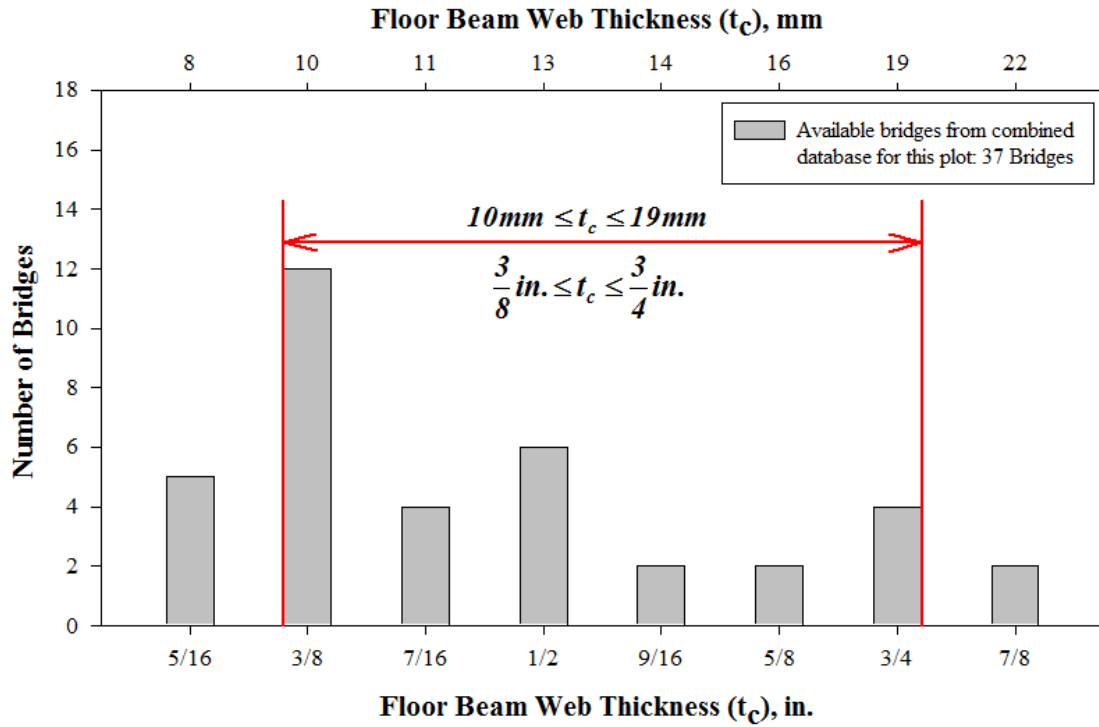 Floor Beam Web Thickness (tc), mm
8 10 11 13 14 16 19 22
18
16
14
12
10
8
6
4
2
0
Number of Bridges
Available bridges from combined
database for this plot: 37 Bridges
10mm ≤ tc ≤ 19mm
3/8 in. ≤ tc ≤ 3/4 in.
5/16 3/8 7/16 1/2 9/16 5/8 3/4 7/8
Floor Beam Web Thickness (tc), in.